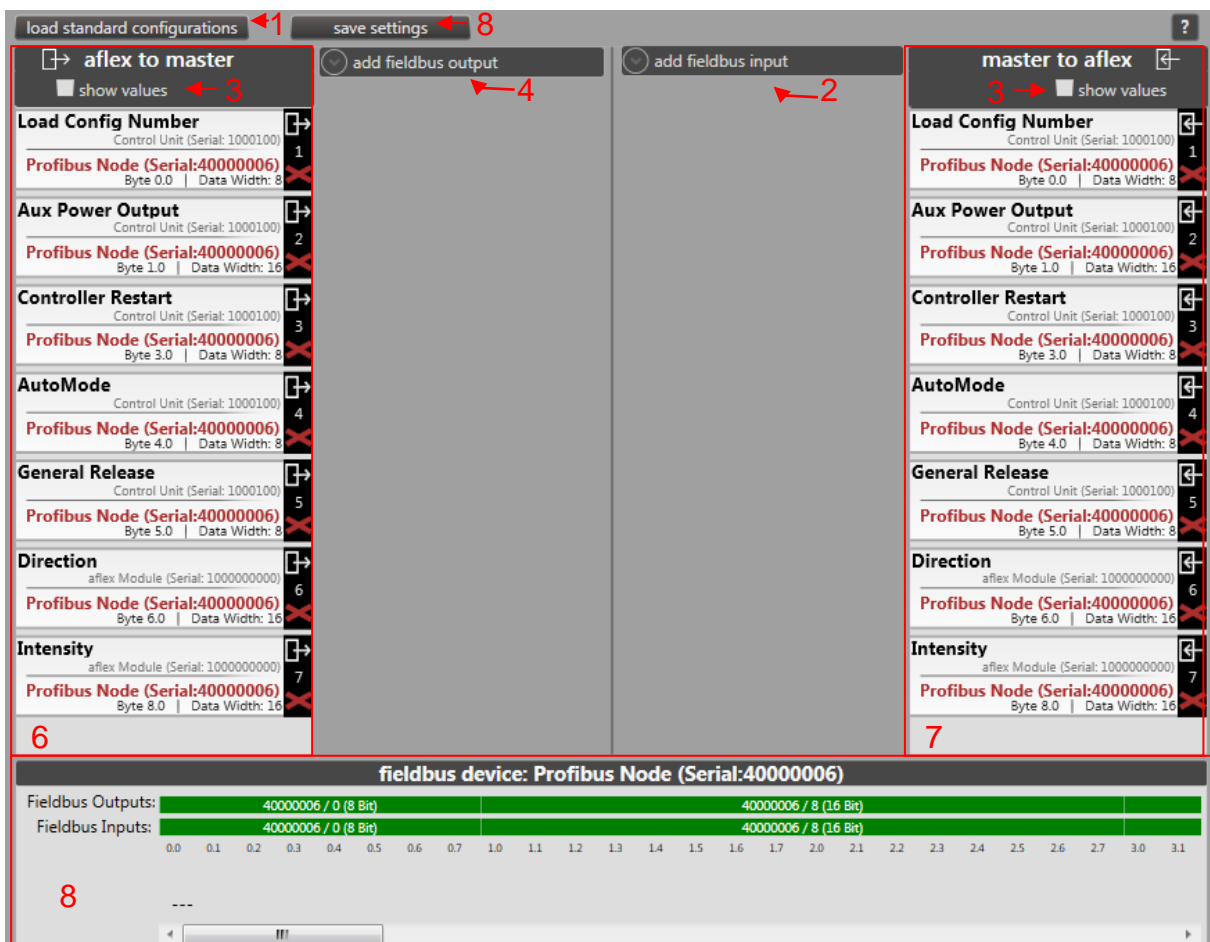 load standard configurations 1 save settings 8 ?
aflex to master
show values 3
add fieldbus output
4
add fieldbus input
2
master to aflex
3 show values
Load Config Number
Control Unit (Serial: 1000100)
1
Profibus Node (Serial:40000006)
Byte 0.0 | Data Width: 8
Aux Power Output
Control Unit (Serial: 1000100)
2
Profibus Node (Serial:40000006)
Byte 1.0 | Data Width: 16
Controller Restart
Control Unit (Serial: 1000100)
3
Profibus Node (Serial:40000006)
Byte 3.0 | Data Width: 8
AutoMode
Control Unit (Serial: 1000100)
4
Profibus Node (Serial:40000006)
Byte 4.0 | Data Width: 8
General Release
Control Unit (Serial: 1000100)
5
Profibus Node (Serial:40000006)
Byte 5.0 | Data Width: 8
Direction
aflex Module (Serial: 1000000000)
6
Profibus Node (Serial:40000006)
Byte 6.0 | Data Width: 16
Intensity
aflex Module (Serial: 1000000000)
7
Profibus Node (Serial:40000006)
Byte 8.0 | Data Width: 16
6
Load Config Number
Control Unit (Serial: 1000100)
1
Profibus Node (Serial:40000006)
Byte 0.0 | Data Width: 8
Aux Power Output
Control Unit (Serial: 1000100)
2
Profibus Node (Serial:40000006)
Byte 1.0 | Data Width: 16
Controller Restart
Control Unit (Serial: 1000100)
3
Profibus Node (Serial:40000006)
Byte 3.0 | Data Width: 8
AutoMode
Control Unit (Serial: 1000100)
4
Profibus Node (Serial:40000006)
Byte 4.0 | Data Width: 8
General Release
Control Unit (Serial: 1000100)
5
Profibus Node (Serial:40000006)
Byte 5.0 | Data Width: 8
Direction
aflex Module (Serial: 1000000000)
6
Profibus Node (Serial:40000006)
Byte 6.0 | Data Width: 16
Intensity
aflex Module (Serial: 1000000000)
7
Profibus Node (Serial:40000006)
Byte 8.0 | Data Width: 16
7
fieldbus device: Profibus Node (Serial:40000006)
Fieldbus Outputs: 40000006 / 0 (8 Bit) 40000006 / 8 (16 Bit)
Fieldbus Inputs: 40000006 / 0 (8 Bit) 40000006 / 8 (16 Bit)
0.0 0.1 0.2 0.3 0.4 0.5 0.6 0.7 1.0 1.1 1.2 1.3 1.4 1.5 1.6 1.7 2.0 2.1 2.2 2.3 2.4 2.5 2.6 2.7 3.0 3.1
8
---